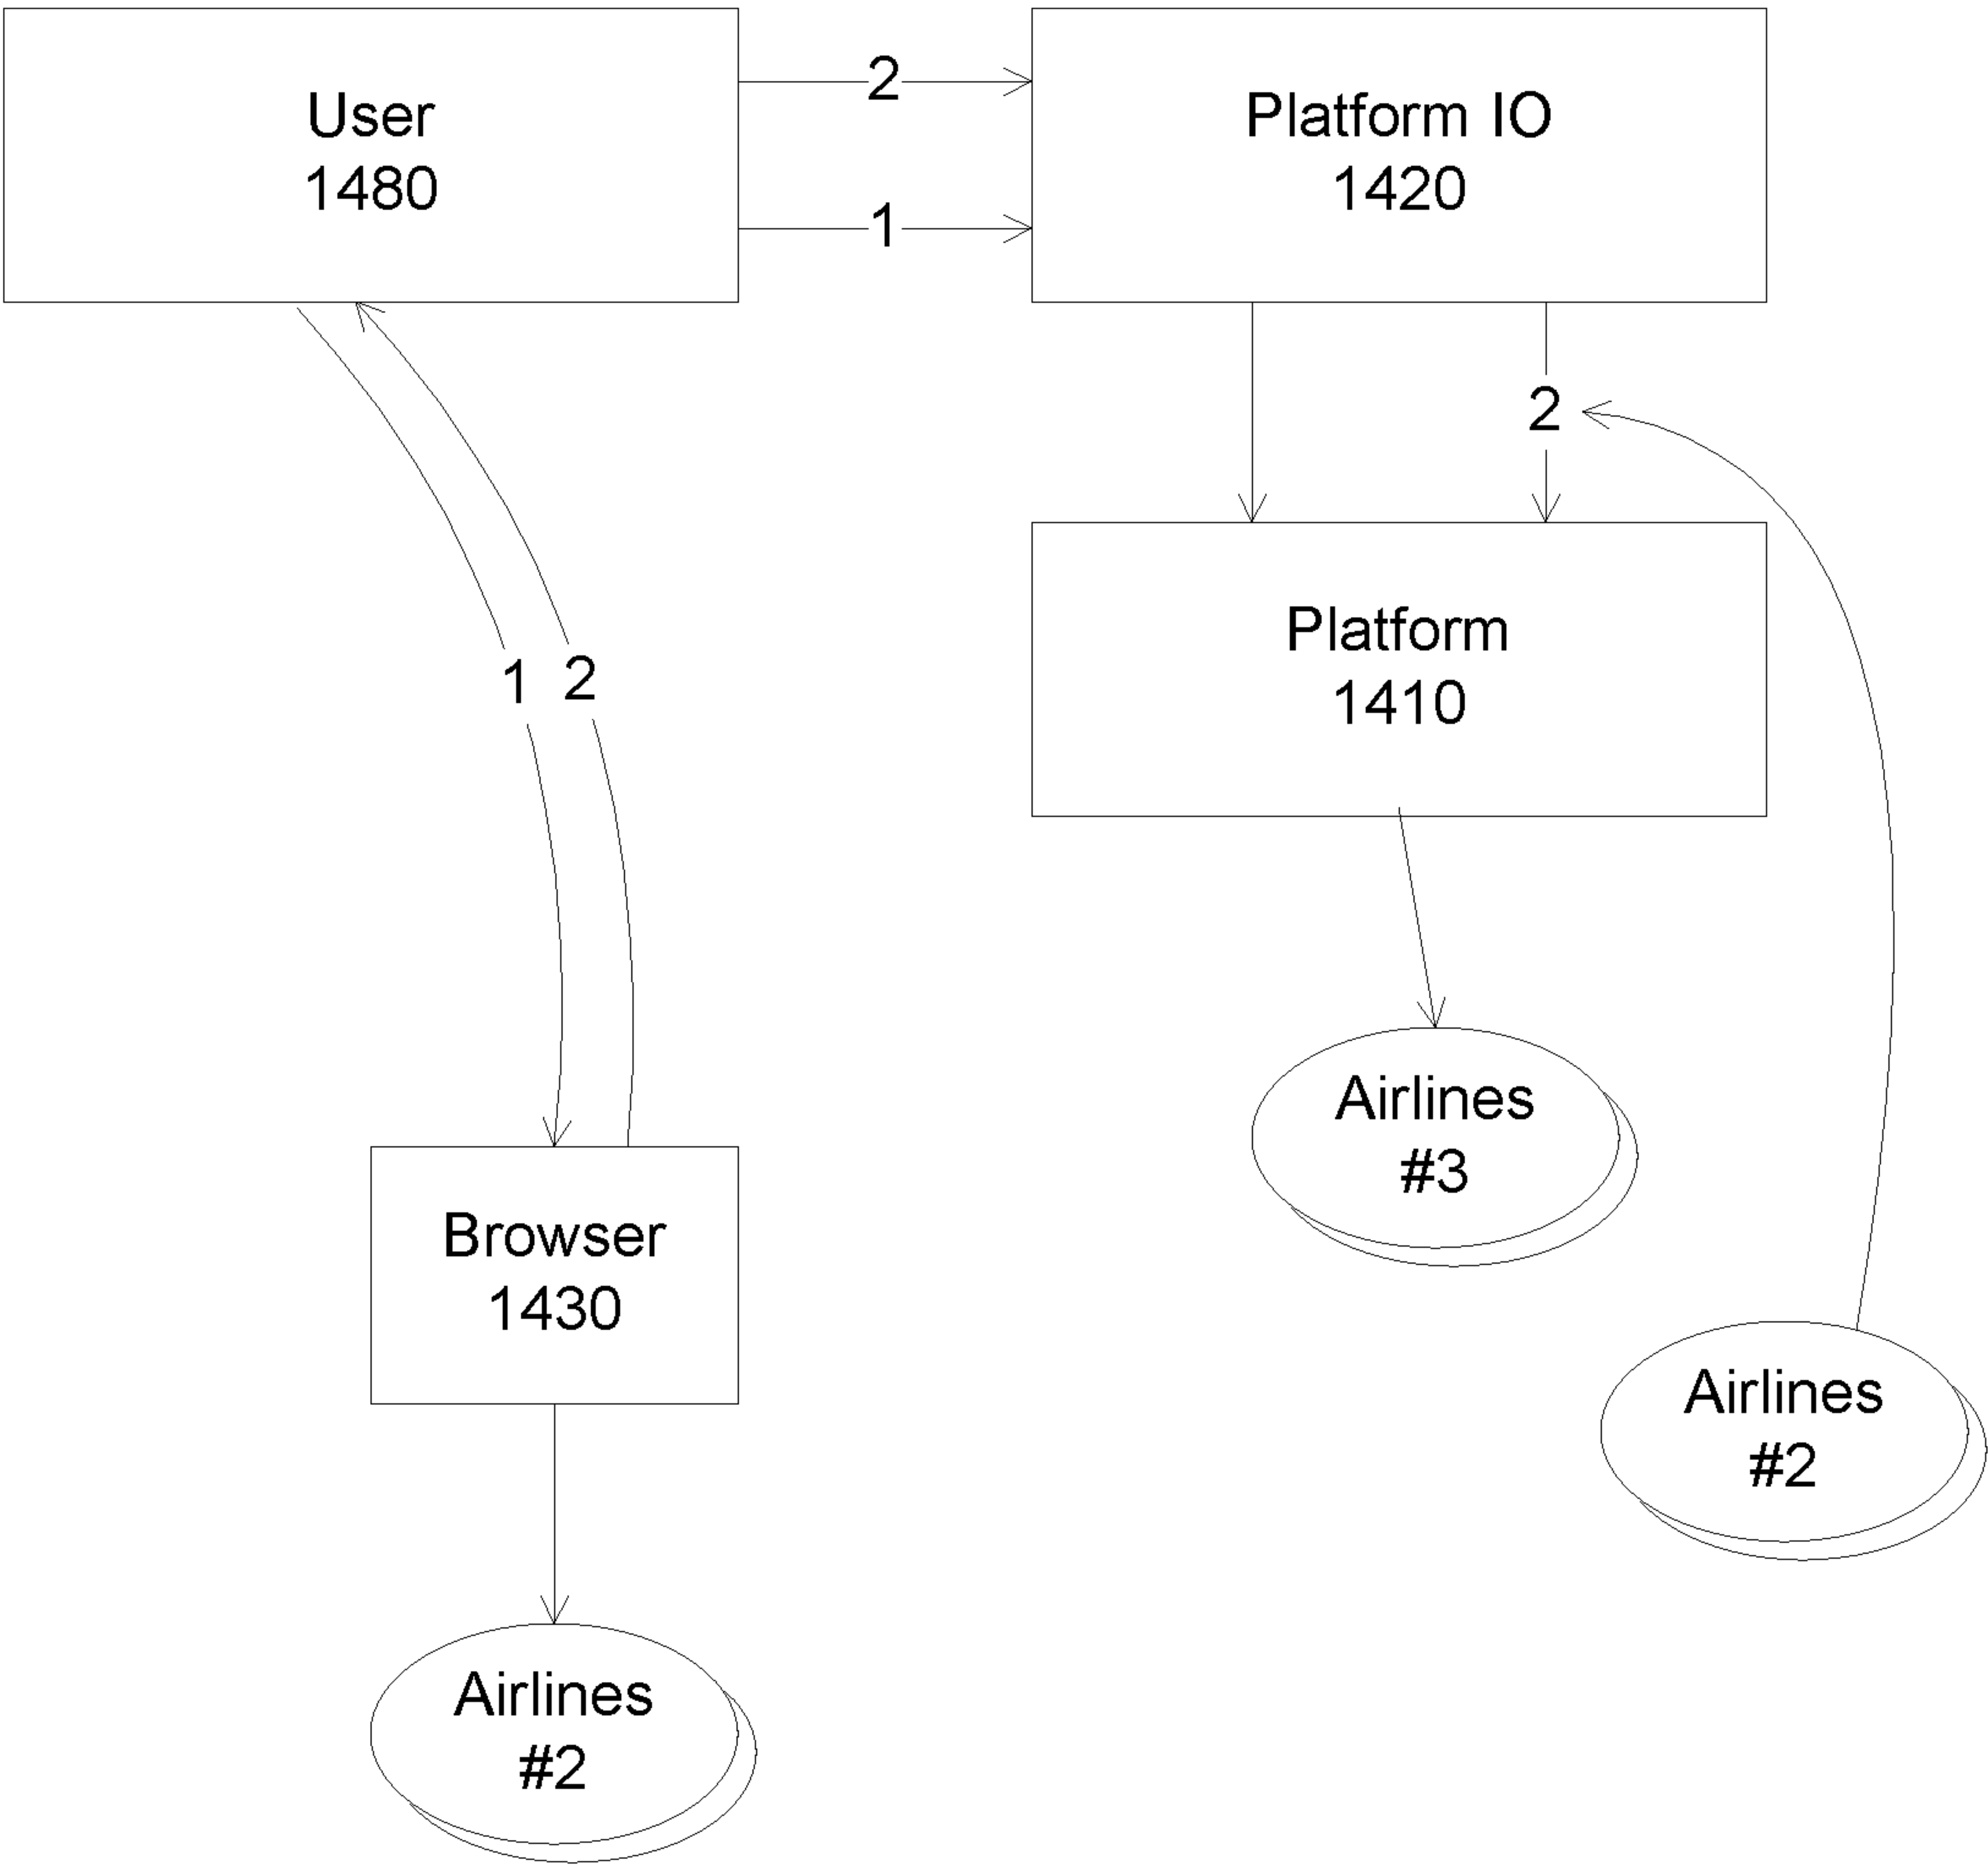 User
1480
2
1
Platform IO
1420
2
Platform
1410
1
2
Airlines
#3
Browser
1430
Airlines
#2
Airlines
#2